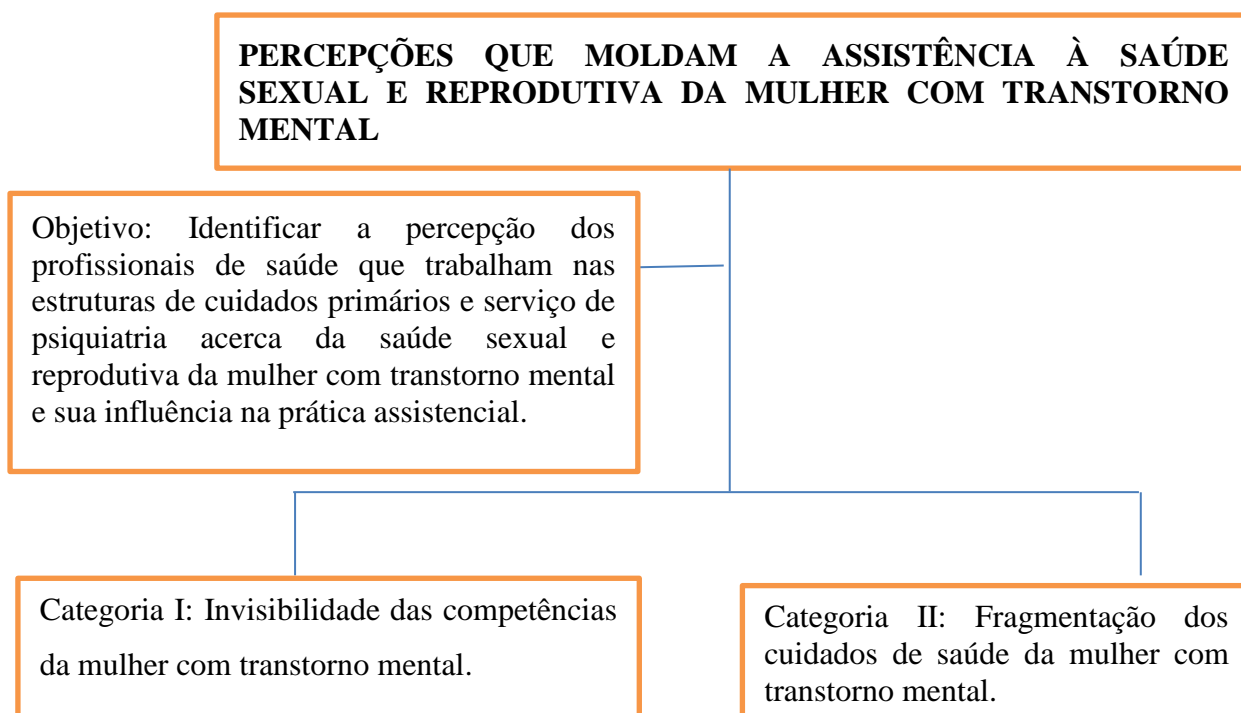 PERCEPÇÕES QUE MOLDAM A ASSISTÊNCIA À SAÚDE
SEXUAL E REPRODUTIVA DA MULHER COM TRANSTORNO
MENTAL
Objetivo: Identificar a percepção dos
profissionais de saúde que trabalham nas
estruturas de cuidados primários e serviço de
psiquiatria acerca da saúde sexual e
reprodutiva da mulher com transtorno mental
e sua influência na prática assistencial.
Categoria I: Invisibilidade das competências
da mulher com transtorno mental.
Categoria II: Fragmentação dos
cuidados de saúde da mulher com
transtorno mental.